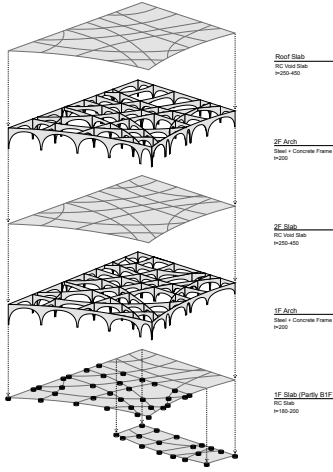 Roof Slab
RC Void Slab
t=250-450
2F Arch
Steel + Concrete Frame
t=200
2F Slab
RC Void Slab
t=250-450
1F Arch
Steel + Concrete Frame
t=200
1F Slab (Partly B1F
RC Slab
t=180-200